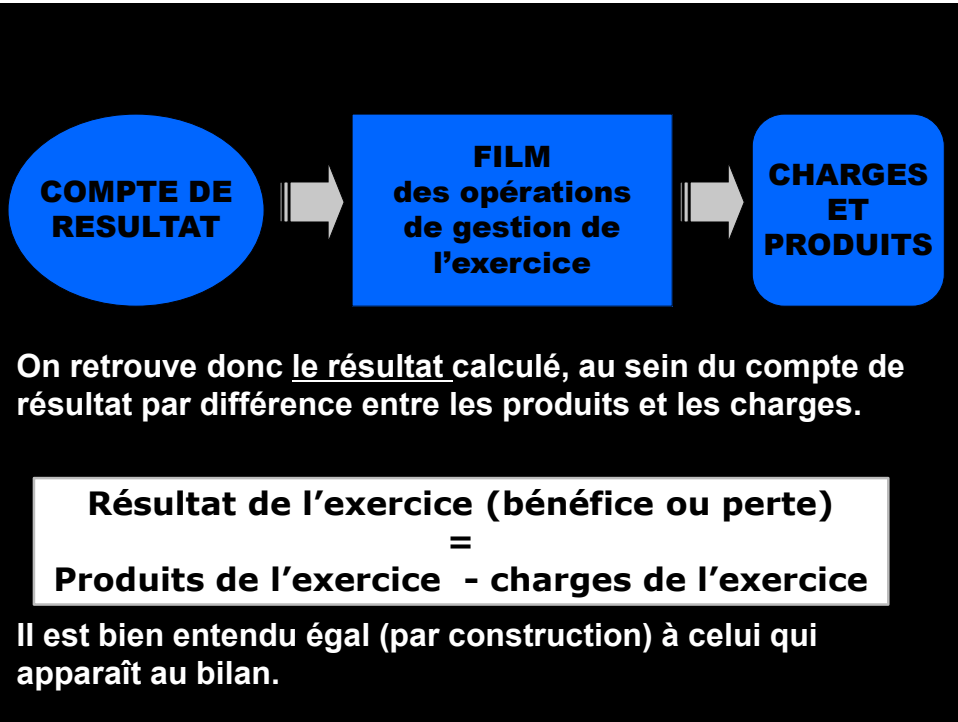 COMPTE DE
RESULTAT
FILM
des opérations
de gestion de
l’exercice
CHARGES
ET
PRODUITS
On retrouve donc le résultat calculé, au sein du compte de
résultat par différence entre les produits et les charges.
Résultat de l’exercice (bénéfice ou perte)
=
Produits de l’exercice - charges de l’exercice
Il est bien entendu égal (par construction) à celui qui
apparaît au bilan.